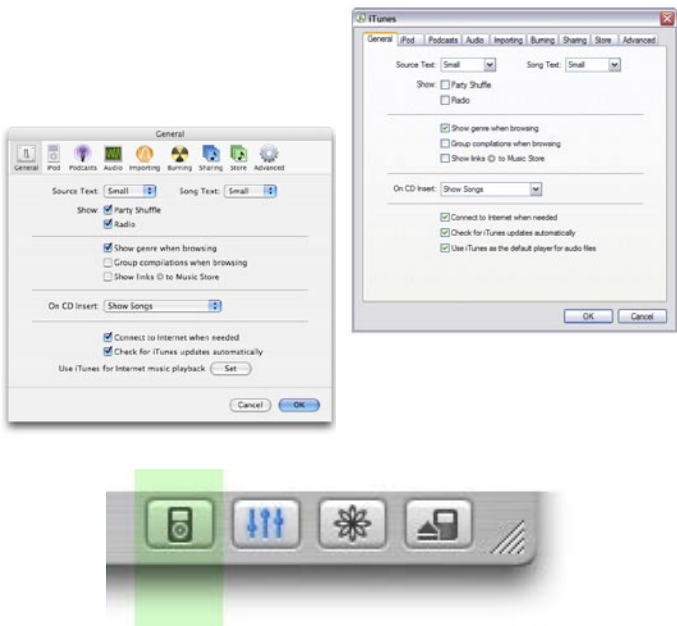 iTunes
General iPod Podcasts Audio Importing Burning Sharing Store Advanced
Source Text: Small Song Text: Small
Show: Party Shuffle
Radio
Show genre when browsing
Group compilations when browsing
Show links to Music Store
On CD Insert: Show Songs
Connect to Internet when needed
Check for iTunes updates automatically
Use iTunes as the default player for audio files
OK Cancel
General
General iPod Podcasts Audio Importing Burning Sharing Store Advanced
Source Text: Small Song Text: Small
Show: Party Shuffle
Radio
Show genre when browsing
Group compilations when browsing
Show links to Music Store
On CD Insert: Show Songs
Connect to Internet when needed
Check for iTunes updates automatically
Use iTunes for Internet music playback Set
Cancel OK